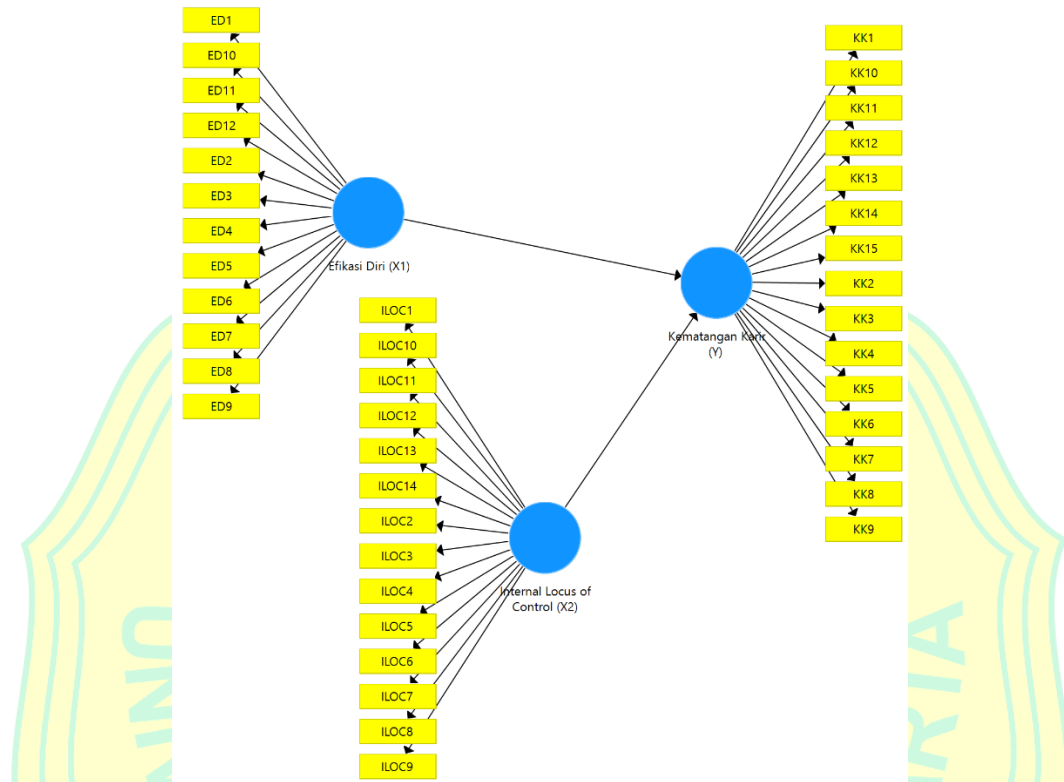 ED1
ED10
ED11
ED12
ED2
ED3
ED4
ED5
ED6
ED7
ED8
ED9
Efikasi Diri (X1)
ILOC1
ILOC10
ILOC11
ILOC12
ILOC13
ILOC14
ILOC2
ILOC3
ILOC4
ILOC5
ILOC6
ILOC7
ILOC8
ILOC9
Internal Locus of
Control (X2)
Kematangan Karir
(Y)
KK1
KK10
KK11
KK12
KK13
KK14
KK15
KK2
KK3
KK4
KK5
KK6
KK7
KK8
KK9